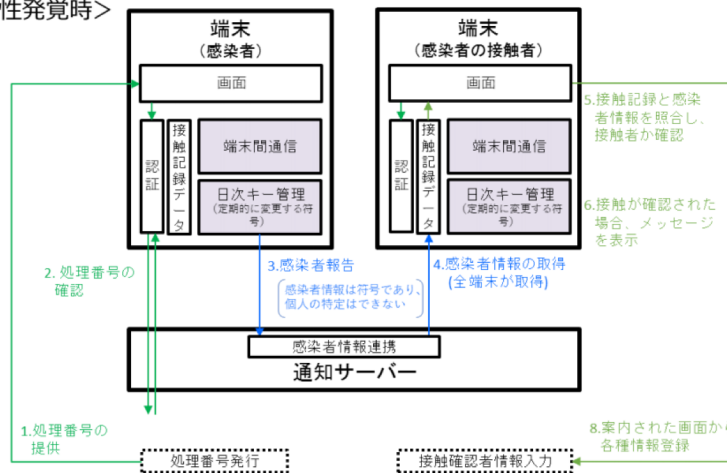 性発覚時>
端末
(感染者)
画面
認証
接触記録データ
端末間通信
日次キー管理
(定期的に変更する符
号)
端末
(感染者の接触者)
画面
認証
接触記録データ
端末間通信
日次キー管理
(定期的に変更する符
号)
5.接触記録と感染
者情報を照合し、
接触者か確認
6.接触が確認された
場合、メッセージ
を表示
2. 処理番号の
確認
3.感染者報告
感染者情報は符号であり、
個人の特定はできない
4.感染者情報の取得
(全端末が取得)
感染者情報連携
通知サーバー
1.処理番号の
提供
処理番号発行
接触確認者情報入力
8.案内された画面から
各種情報登録